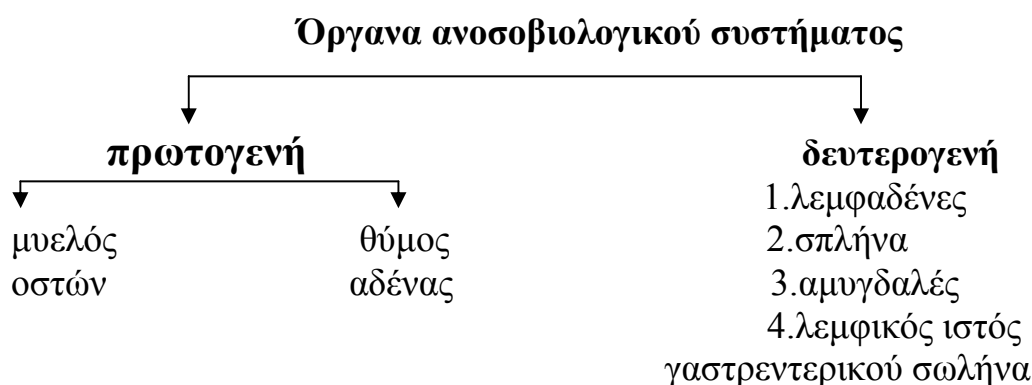 Όργανα ανοσοβιολογικού συστήματος
πρωτογενή
μυελός
οστών
θύμος
αδένας
δευτερογενή
1.λεμφαδένες
2.σπλήνα
3.αμυγδαλές
4.λεμφικός ιστός
γαστρεντερικού σωλήνα